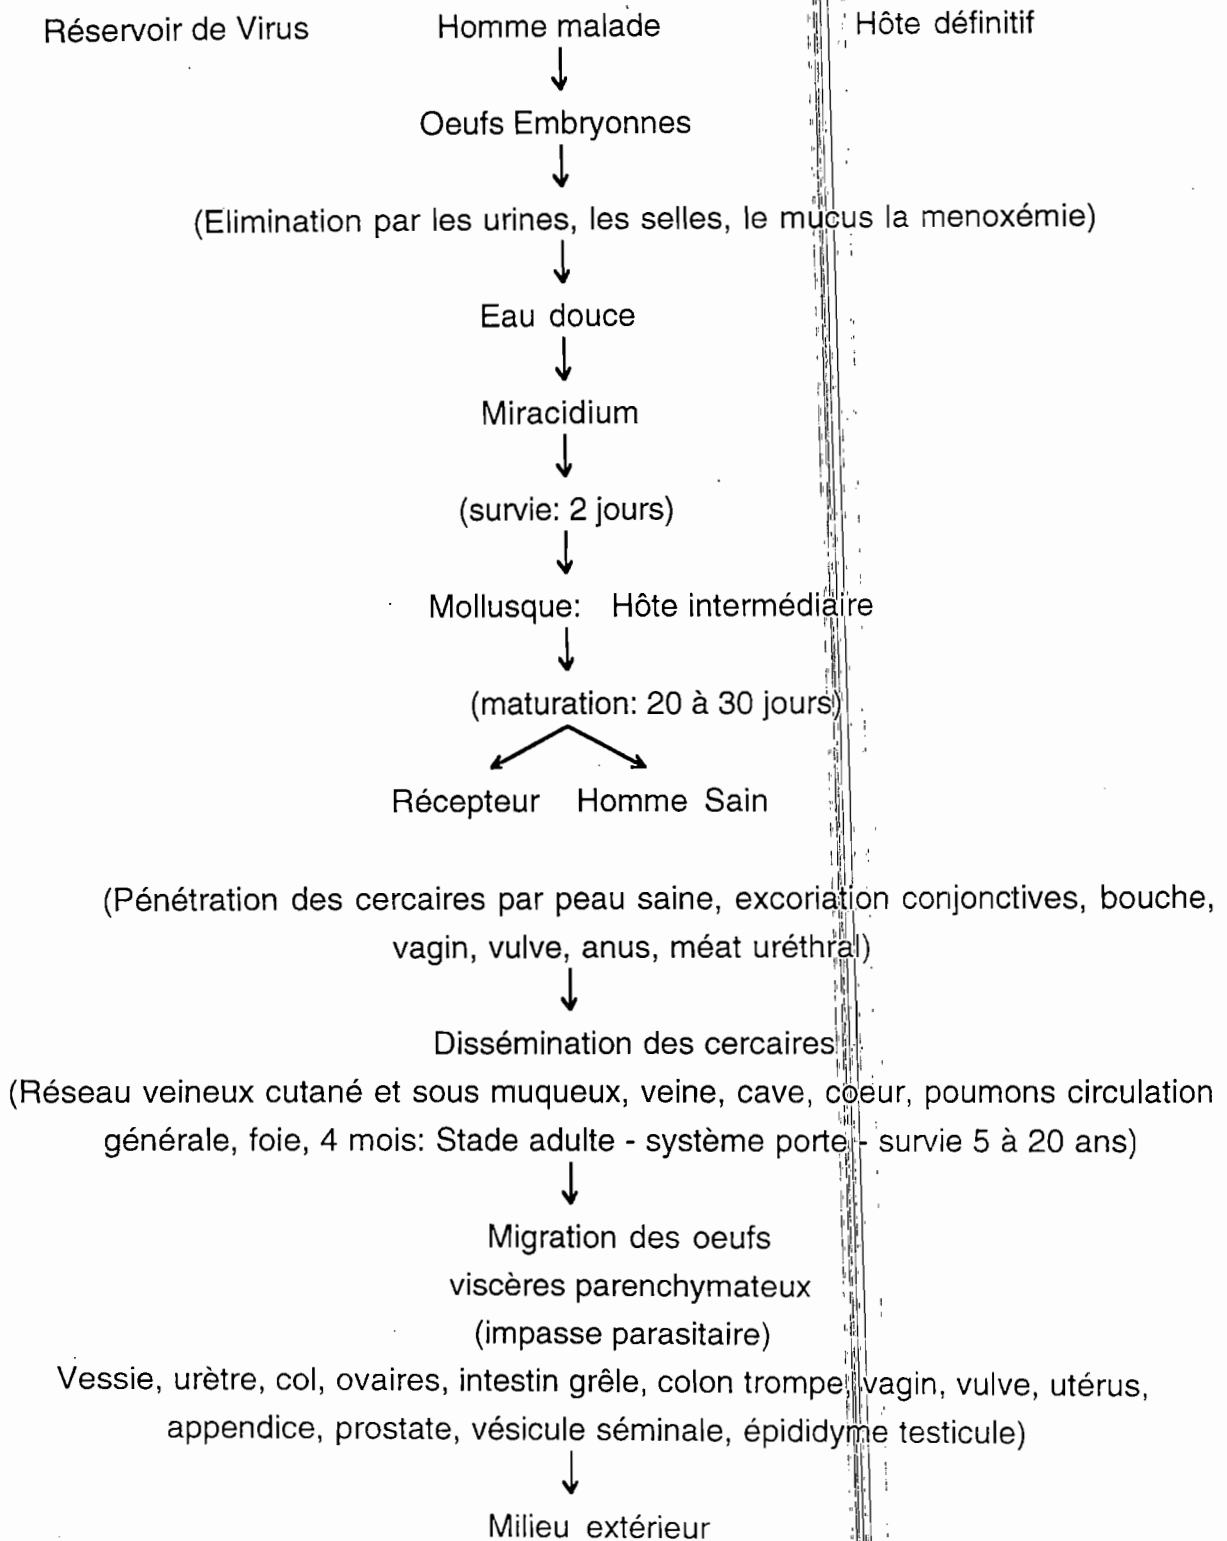 Réservoir de Virus Homme malade Hôte définitif
Oeufs Embryonnes
(Elimination par les urines, les selles, le mucus la menoxémie)
Eau douce
Miracidium
(survie: 2 jours)
Mollusque: Hôte intermédiaire
(maturation: 20 à 30 jours)
Récepteur Homme Sain
(Pénétration des cercaires par peau saine, excoriation conjonctives, bouche,
vagin, vulve, anus, méat uréthral)
Dissémination des cercaires
(Réseau veineux cutané et sous muqueux, veine, cave, coeur, poumons circulation
générale, foie, 4 mois: Stade adulte - système porte - survie 5 à 20 ans)
Migration des oeufs
viscères parenchymateux
(impasse parasitaire)
Vessie, urètre, col, ovaires, intestin grêle, colon trompe, vagin, vulve, utérus,
appendice, prostate, vésicule séminale, épididyme testicule)
Milieu extérieur